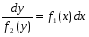 dy/f₂(y) = f₁(x)dx